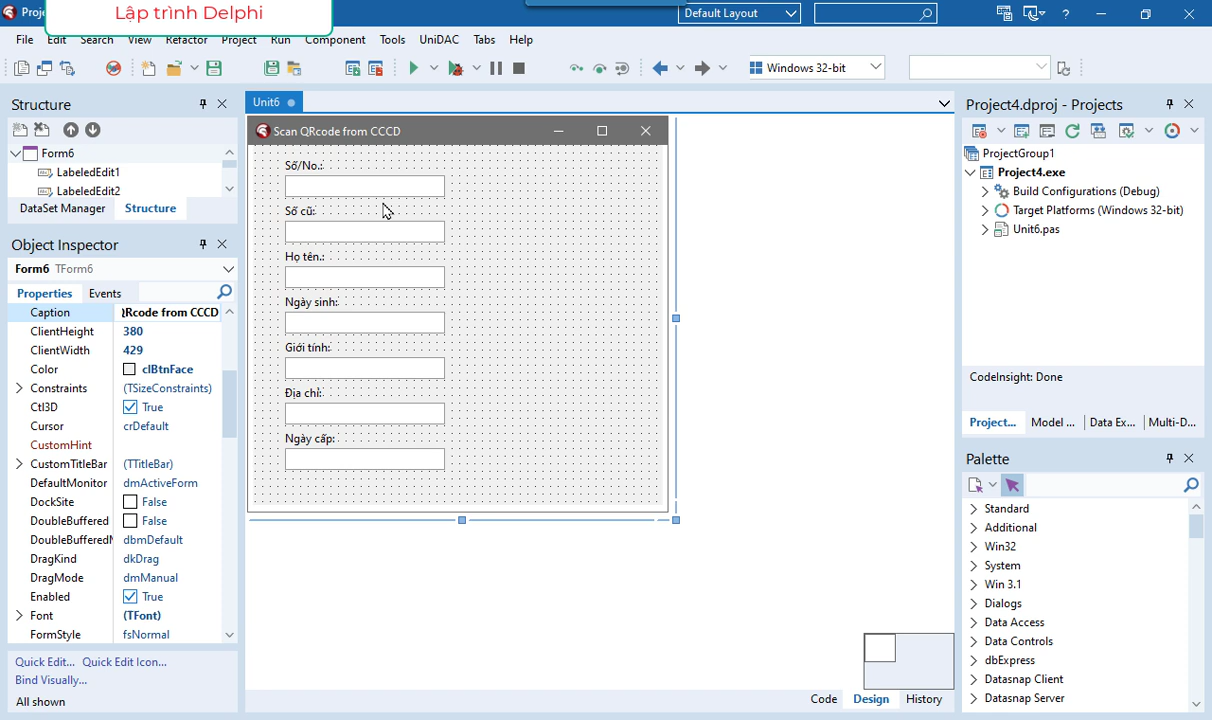 Proje
Lập trình Delphi
Default Layout
File Edit Search View Refactor Project Run Component Tools UniDAC Tabs Help
Windows 32-bit
Structure
Form6
LabeledEdit1
LabeledEdit2
DataSet Manager Structure
Object Inspector
Form6 TForm6
Properties Events
Caption Rcode from CCCD
ClientHeight 380
ClientWidth 429
Color clBtnFace
Constraints (TSizeConstraints)
Ctl3D True
Cursor crDefault
CustomHint
CustomTitleBar (TTitleBar)
DefaultMonitor dmActiveForm
DockSite False
DoubleBuffered False
DoubleBufferedM dbmDefault
DragKind dkDrag
DragMode dmManual
Enabled True
Font (TFont)
FormStyle fsNormal
Quick Edit... Quick Edit Icon...
Bind Visually...
All shown
Unit6
Scan QRcode from CCCD
Số/No.:
Số cũ:
Họ tên.:
Ngày sinh:
Giới tính:
Địa chỉ:
Ngày cấp:
Code Design History
Project4.dproj - Projects
ProjectGroup1
Project4.exe
Build Configurations (Debug)
Target Platforms (Windows 32-bit)
Unit6.pas
CodeInsight: Done
Project... Model ... Data Ex... Multi-D...
Palette
Standard
Additional
Win32
System
Win 3.1
Dialogs
Data Access
Data Controls
dbExpress
Datasnap Client
Datasnap Server